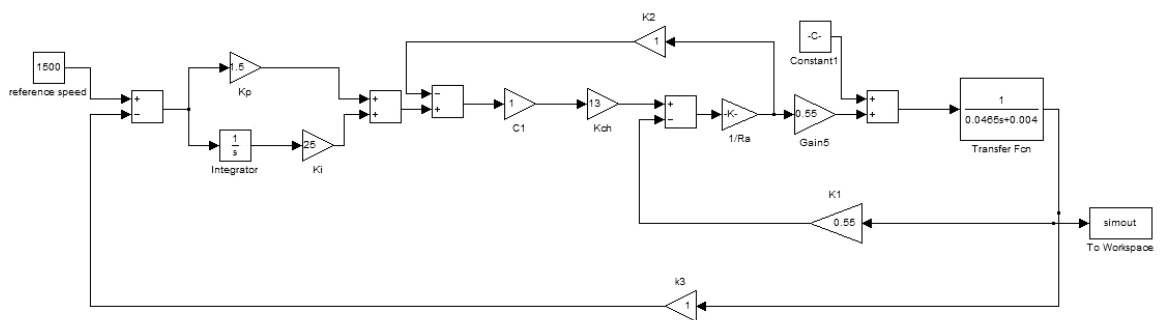 K2
1
-C-
Constant1
1500
reference speed
1.5
Kp
1
s
Integrator
25
Ki
1
C1
13
Kch
-K-
1/Ra
0.55
Gain5
1
0.0465s+0.004
Transfer Fcn
K1
0.55
simout
To Workspace
k3
1